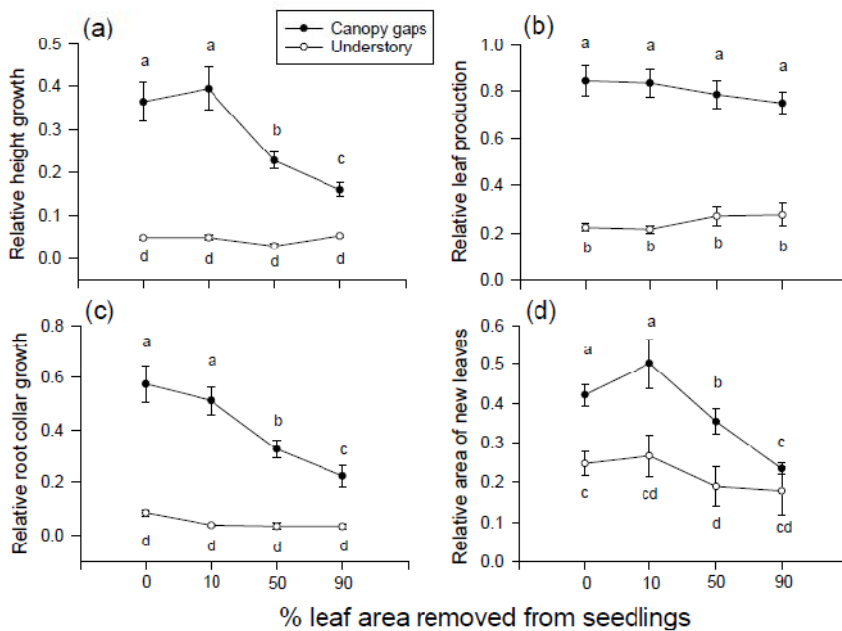 (a)
Canopy gaps
Understory
Relative height growth
0.5
0.4
0.3
0.2
0.1
0.0
a
a
b
c
d
d
d
d
(b)
Relative leaf production
1.0
0.8
0.6
0.4
0.2
0.0
a
a
a
a
b
b
b
b
(c)
Relative root collar growth
0.8
0.6
0.4
0.2
0.0
a
a
b
c
d
d
d
d
0
10
50
90
(d)
Relative area of new leaves
0.6
0.5
0.4
0.3
0.2
0.1
0.0
a
a
b
c
c
cd
d
cd
0
10
50
90
% leaf area removed from seedlings